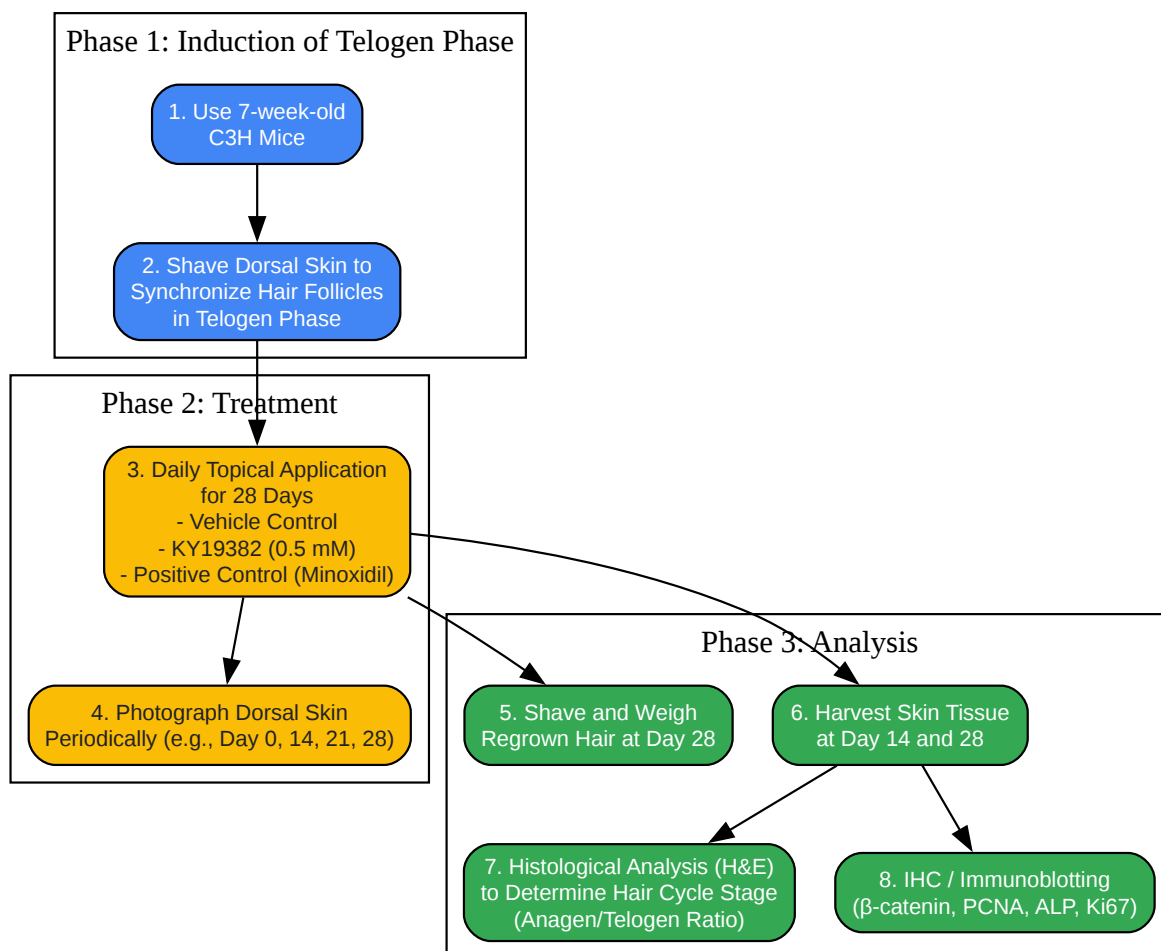 Phase 1: Induction of Telogen Phase
1. Use 7-week-old
C3H Mice
2. Shave Dorsal Skin to
Synchronize Hair Follicles
in Telogen Phase
Phase 2: Treatment
3. Daily Topical Application
for 28 Days
- Vehicle Control
- KY19382 (0.5 mM)
- Positive Control (Minoxidil)
4. Photograph Dorsal Skin
Periodically (e.g., Day 0, 14, 21, 28)
Phase 3: Analysis
5. Shave and Weigh
Regrown Hair at Day 28
6. Harvest Skin Tissue
at Day 14 and 28
7. Histological Analysis (H&E)
to Determine Hair Cycle Stage
(Anagen/Telogen Ratio)
8. IHC / Immunoblotting
(β-catenin, PCNA, ALP, Ki67)